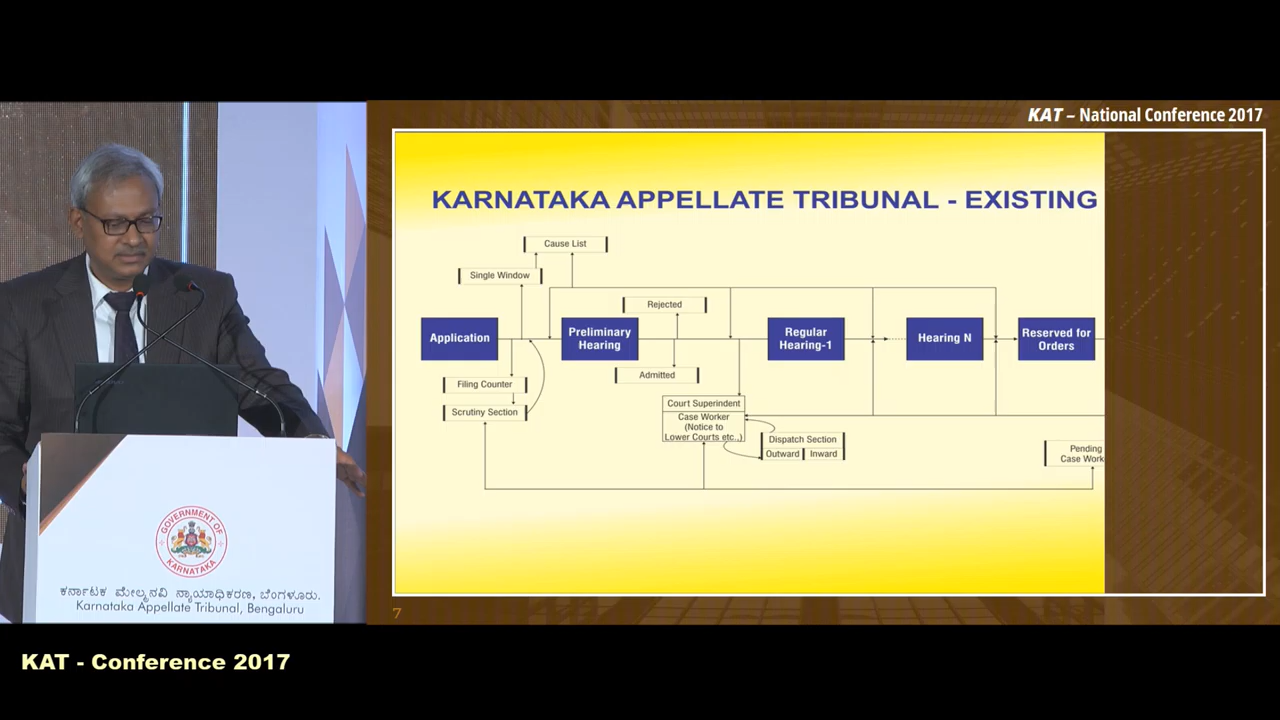 KAT – National Conference 2017
KARNATAKA APPELLATE TRIBUNAL - EXISTING
Cause List
Single Window
Rejected
Application
Preliminary
Hearing
Regular
Hearing-1
Hearing N
Reserved for
Orders
Admitted
Filing Counter
Scrutiny Section
Court Superindent
Case Worker
(Notice to
Lower Courts etc.,)
Dispatch Section
Outward
Inward
Pending
Case Work
7
GOVERNMENT OF
KARNATAKA
ಕರ್ನಾಟಕ ಮೇಲ್ಮನವಿ ನ್ಯಾಯಾಧಿಕರಣ, ಬೆಂಗಳೂರು.
Karnataka Appellate Tribunal, Bengaluru
KAT - Conference 2017